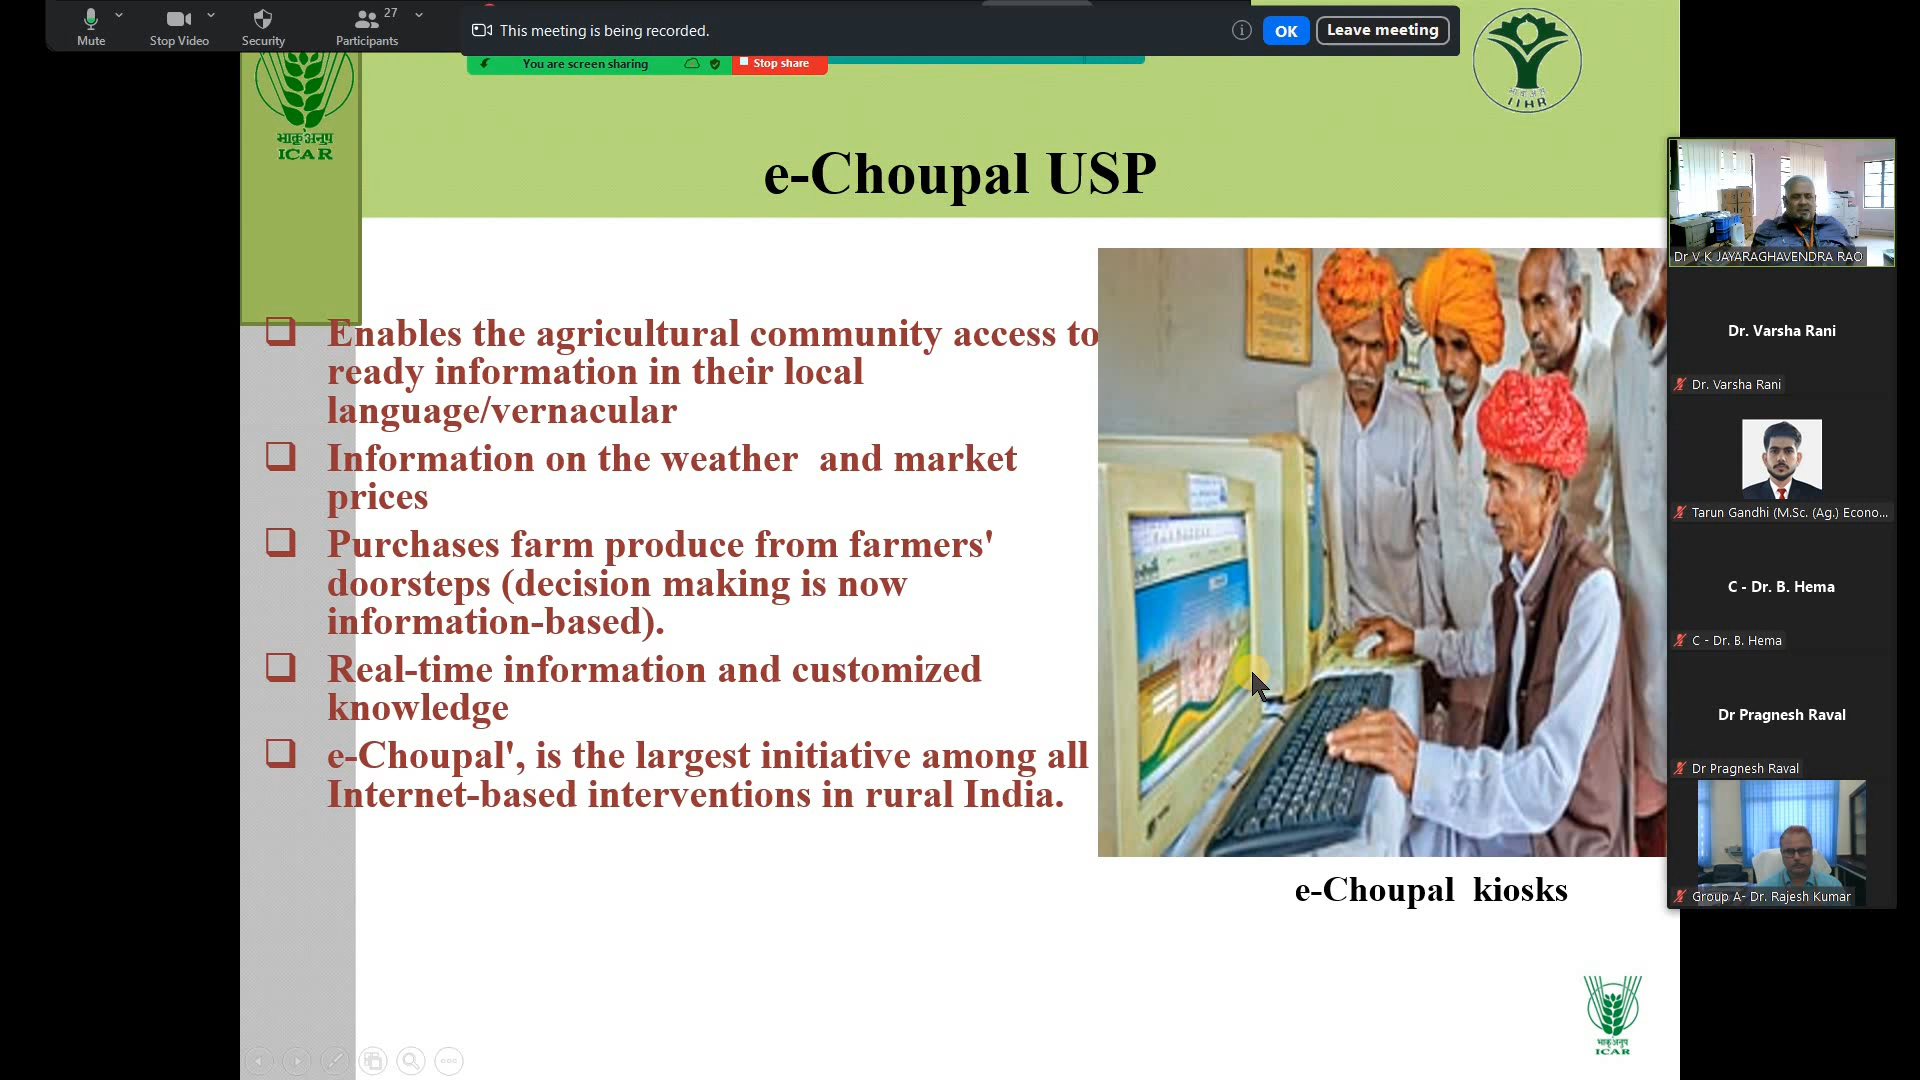 Mute
Stop Video
Security
27
Participants
This meeting is being recorded.
OK
Leave meeting
You are screen sharing
Stop share
भाकृअनुप
ICAR
IIHR
e-Choupal USP
Enables the agricultural community access to
ready information in their local
language/vernacular
Information on the weather and market
prices
Purchases farm produce from farmers'
doorsteps (decision making is now
information-based).
Real-time information and customized
knowledge
e-Choupal', is the largest initiative among all
Internet-based interventions in rural India.
e-Choupal kiosks
भाकृअनुप
ICAR
Dr V K JAYARAGHAVENDRA RAO
Dr. Varsha Rani
Dr. Varsha Rani
Tarun Gandhi (M.Sc. (Ag.) Econo...
C - Dr. B. Hema
C - Dr. B. Hema
Dr Pragnesh Raval
Dr Pragnesh Raval
Group A- Dr. Rajesh Kumar